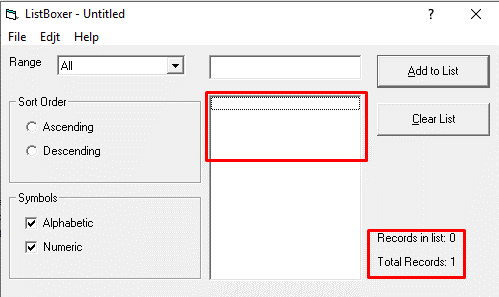 ListBoxer - Untitled
File Edjt Help
Range All Add to List
Sort Order Clear List
Ascending
Descending
Symbols
Alphabetic
Numeric
Records in list: 0
Total Records: 1